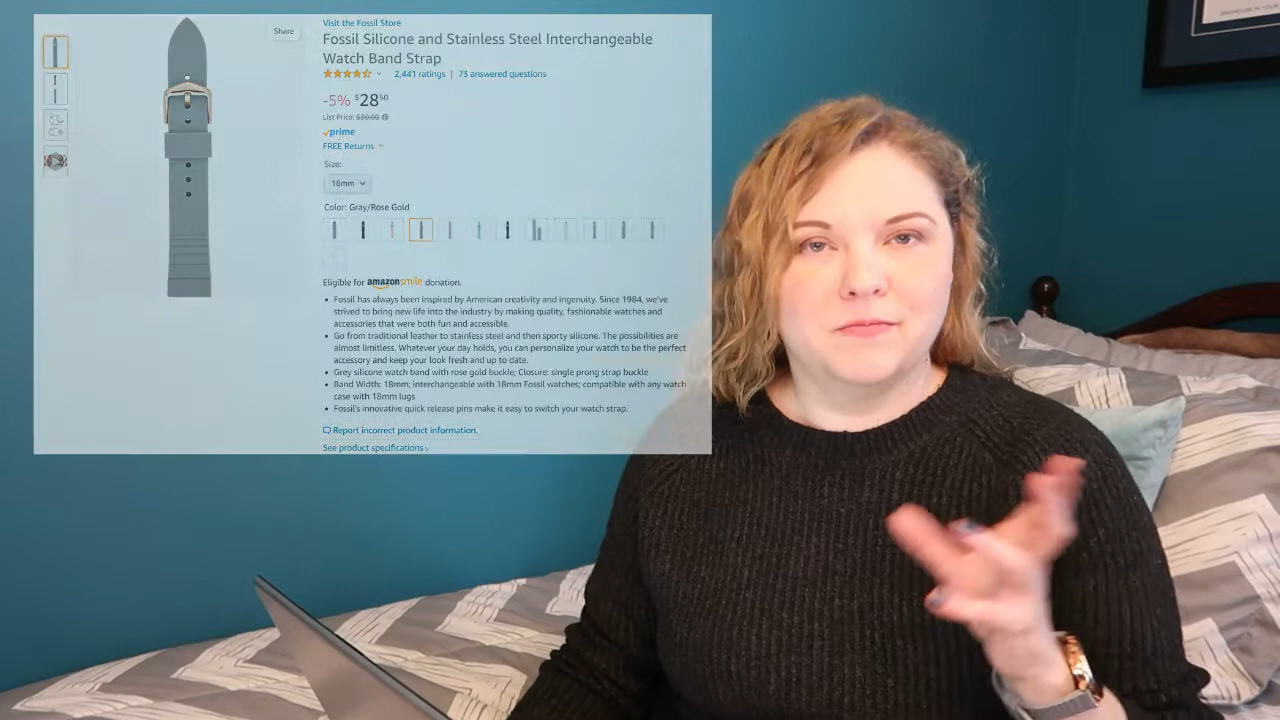 Visit the Fossil Store
Share
Fossil Silicone and Stainless Steel Interchangeable
Watch Band Strap
2,441 ratings | 73 answered questions
-5% $2850
List Price: $30.00
prime
FREE Returns
Size:
18mm
Color: Gray/Rose Gold
Eligible for amazonsmile donation.
• Fossil has always been inspired by American creativity and ingenuity. Since 1984, we've
strived to bring new life into the industry by making quality, fashionable watches and
accessories that were both fun and accessible.
• Go from traditional leather to stainless steel and then sporty silicone. The possibilities are
almost limitless. Whatever your day holds, you can personalize your watch to be the perfect
accessory and keep your look fresh and up to date.
• Grey silicone watch band with rose gold buckle; Closure: single prong strap buckle
• Band Width: 18mm; interchangeable with 18mm Fossil watches; compatible with any watch
case with 18mm lugs
• Fossil's innovative quick release pins make it easy to switch your watch strap.
Report incorrect product information.
See product specifications ›